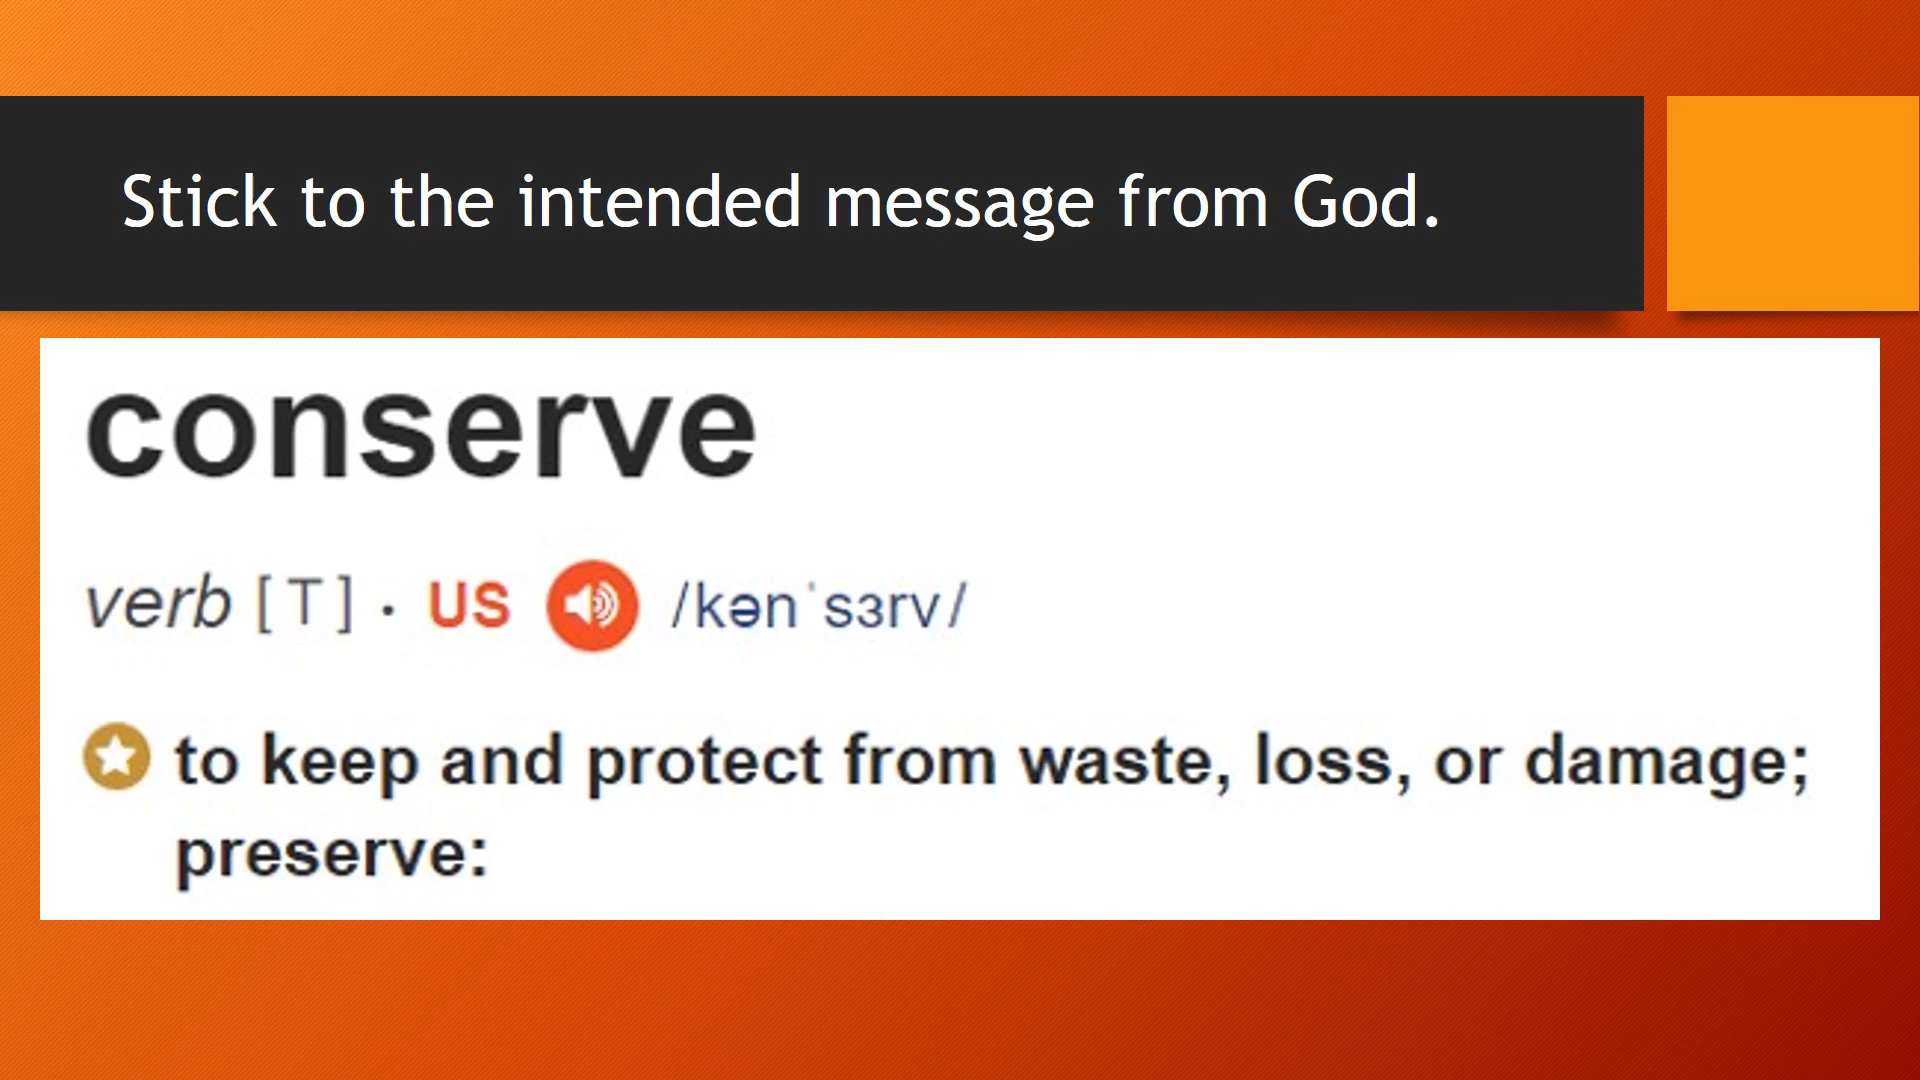 Stick to the intended message from God.
conserve
verb [T] · US /kənˈsɜrv/
to keep and protect from waste, loss, or damage;
preserve: